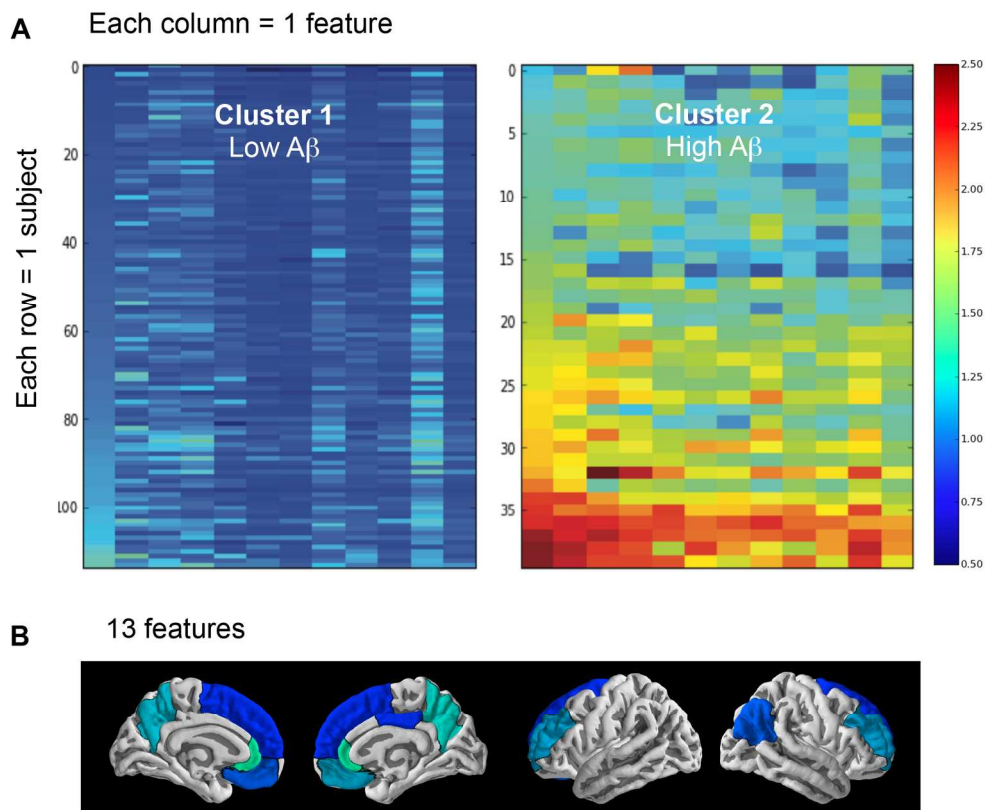 A
Each column = 1 feature
Each row = 1 subject
Cluster 1
Low Aβ
0
20
40
60
80
100
Cluster 2
High Aβ
0
5
10
15
20
25
30
35
2.50
2.25
2.00
1.75
1.50
1.25
1.00
0.75
0.50
B
13 features